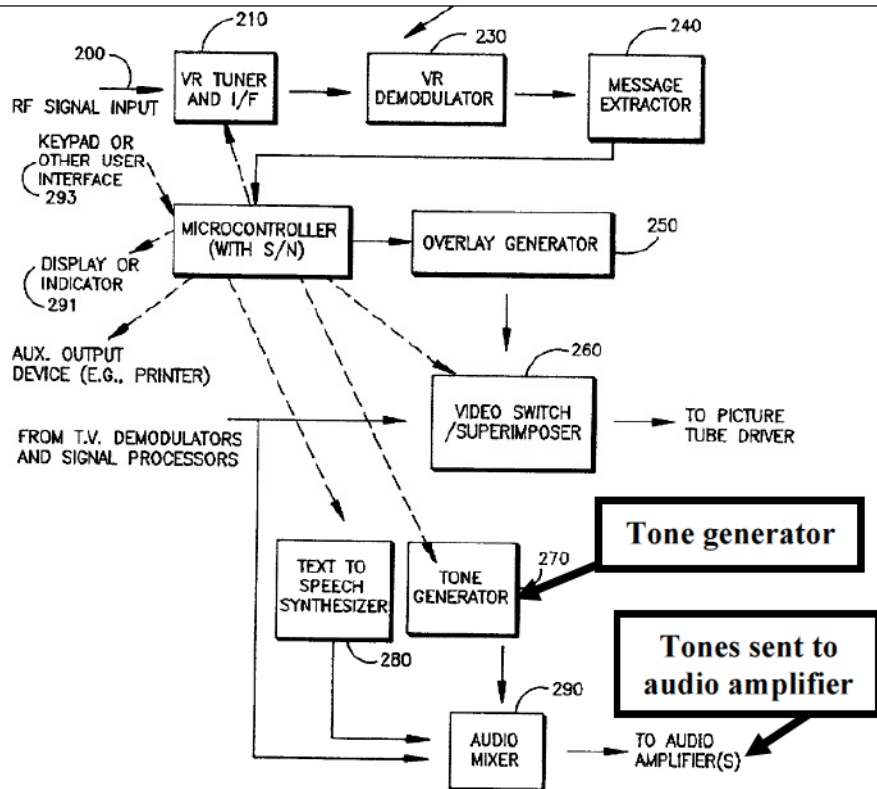 210
200
VR TUNER
AND I/F
RF SIGNAL INPUT
230
VR
DEMODULATOR
240
MESSAGE
EXTRACTOR
KEYPAD OR
OTHER USER
INTERFACE
293
MICROCONTROLLER
(WITH S/N)
OVERLAY GENERATOR
250
DISPLAY OR
INDICATOR
291
AUX. OUTPUT
DEVICE (E.G., PRINTER)
260
VIDEO SWITCH
/SUPERIMPOSER
TO PICTURE
TUBE DRIVER
FROM T.V. DEMODULATORS
AND SIGNAL PROCESSORS
TEXT TO
SPEECH
SYNTHESIZER
280
TONE
GENERATOR
270
Tone generator
Tones sent to
audio amplifier
290
AUDIO
MIXER
TO AUDIO
AMPLIFIER(S)